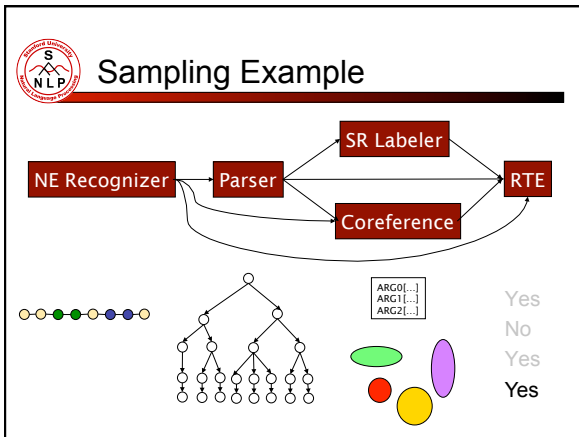 Stanford University
S
NLP
Natural Language Processing
Sampling Example
SR Labeler
NE Recognizer
Parser
RTE
Coreference
ARG0[...]
ARG1[...]
ARG2[...]
Yes
No
Yes
Yes